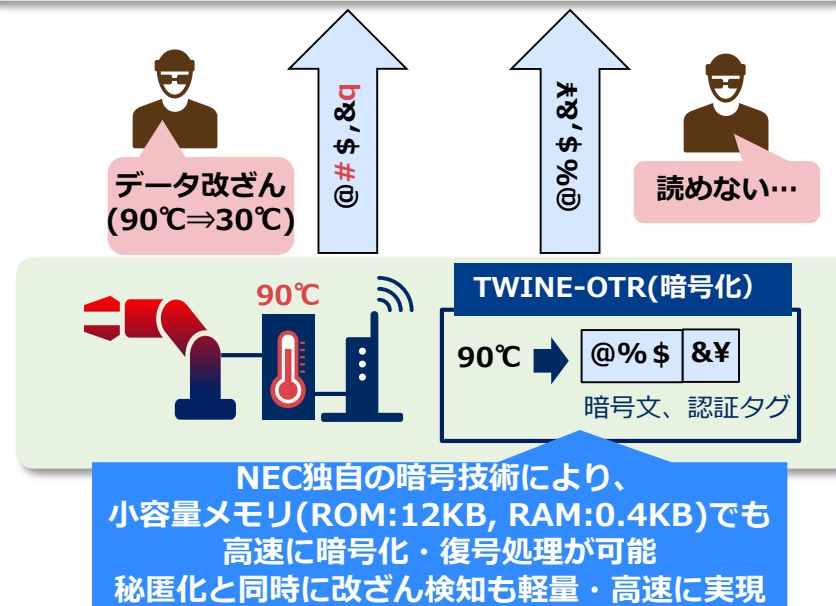 @#$,&q
@%$,&¥
データ改ざん
(90℃⇒30℃)
読めない…
90℃
TWINE-OTR(暗号化）
90℃
@%$ &¥
暗号文、認証タグ
NEC独自の暗号技術により、
小容量メモリ(ROM:12KB, RAM:0.4KB)でも
高速に暗号化・復号処理が可能
秘匿化と同時に改ざん検知も軽量・高速に実現